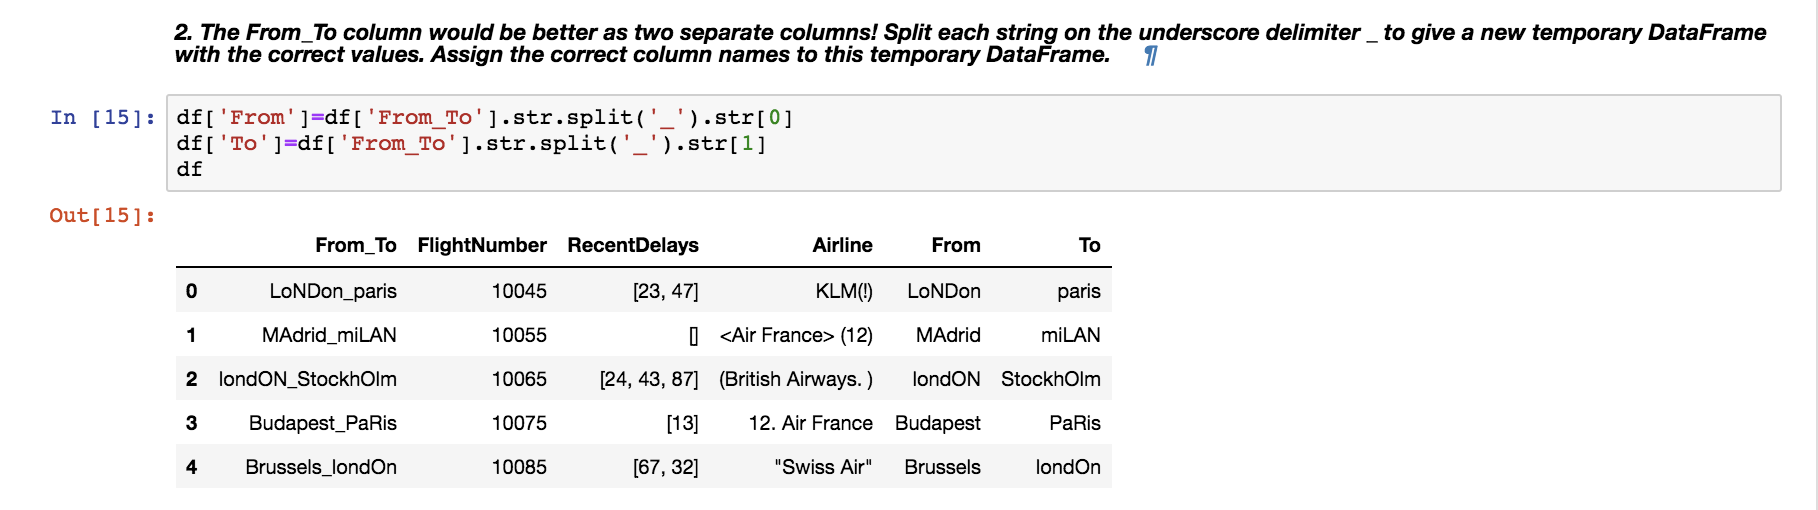 2. The From_To column would be better as two separate columns! Split each string on the underscore delimiter _ to give a new temporary DataFrame
with the correct values. Assign the correct column names to this temporary DataFrame. ¶
In [15]: df['From']=df['From_To'].str.split('_').str[0]
df['To']=df['From_To'].str.split('_').str[1]
df
Out[15]:
From_To FlightNumber RecentDelays Airline From To
0 LoNDon_paris 10045 [23, 47] KLM(!) LoNDon paris
1 MAdrid_miLAN 10055 [] <Air France> (12) MAdrid miLAN
2 londON_StockhOlm 10065 [24, 43, 87] (British Airways. ) londON StockhOlm
3 Budapest_PaRis 10075 [13] 12. Air France Budapest PaRis
4 Brussels_londOn 10085 [67, 32] "Swiss Air" Brussels londOn